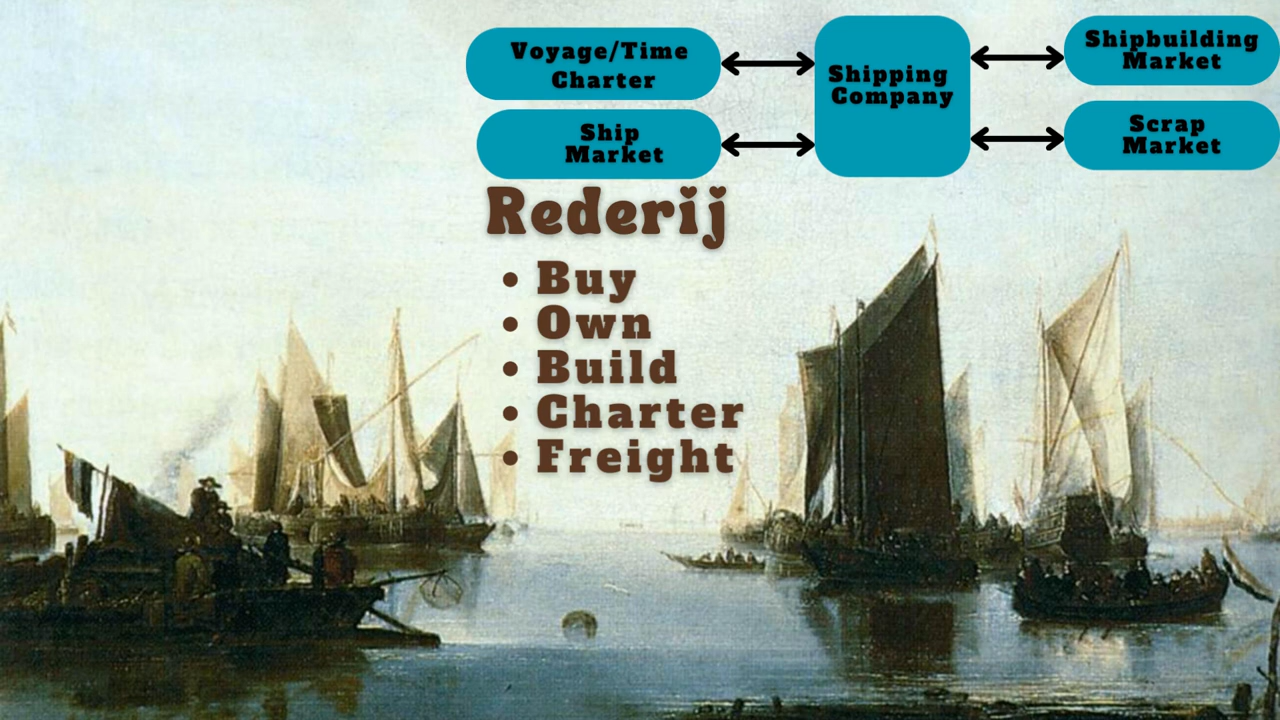 Voyage/Time
Charter
Ship
Market
Shipping
Company
Shipbuilding
Market
Scrap
Market
Rederij
• Buy
• Own
• Build
• Charter
• Freight